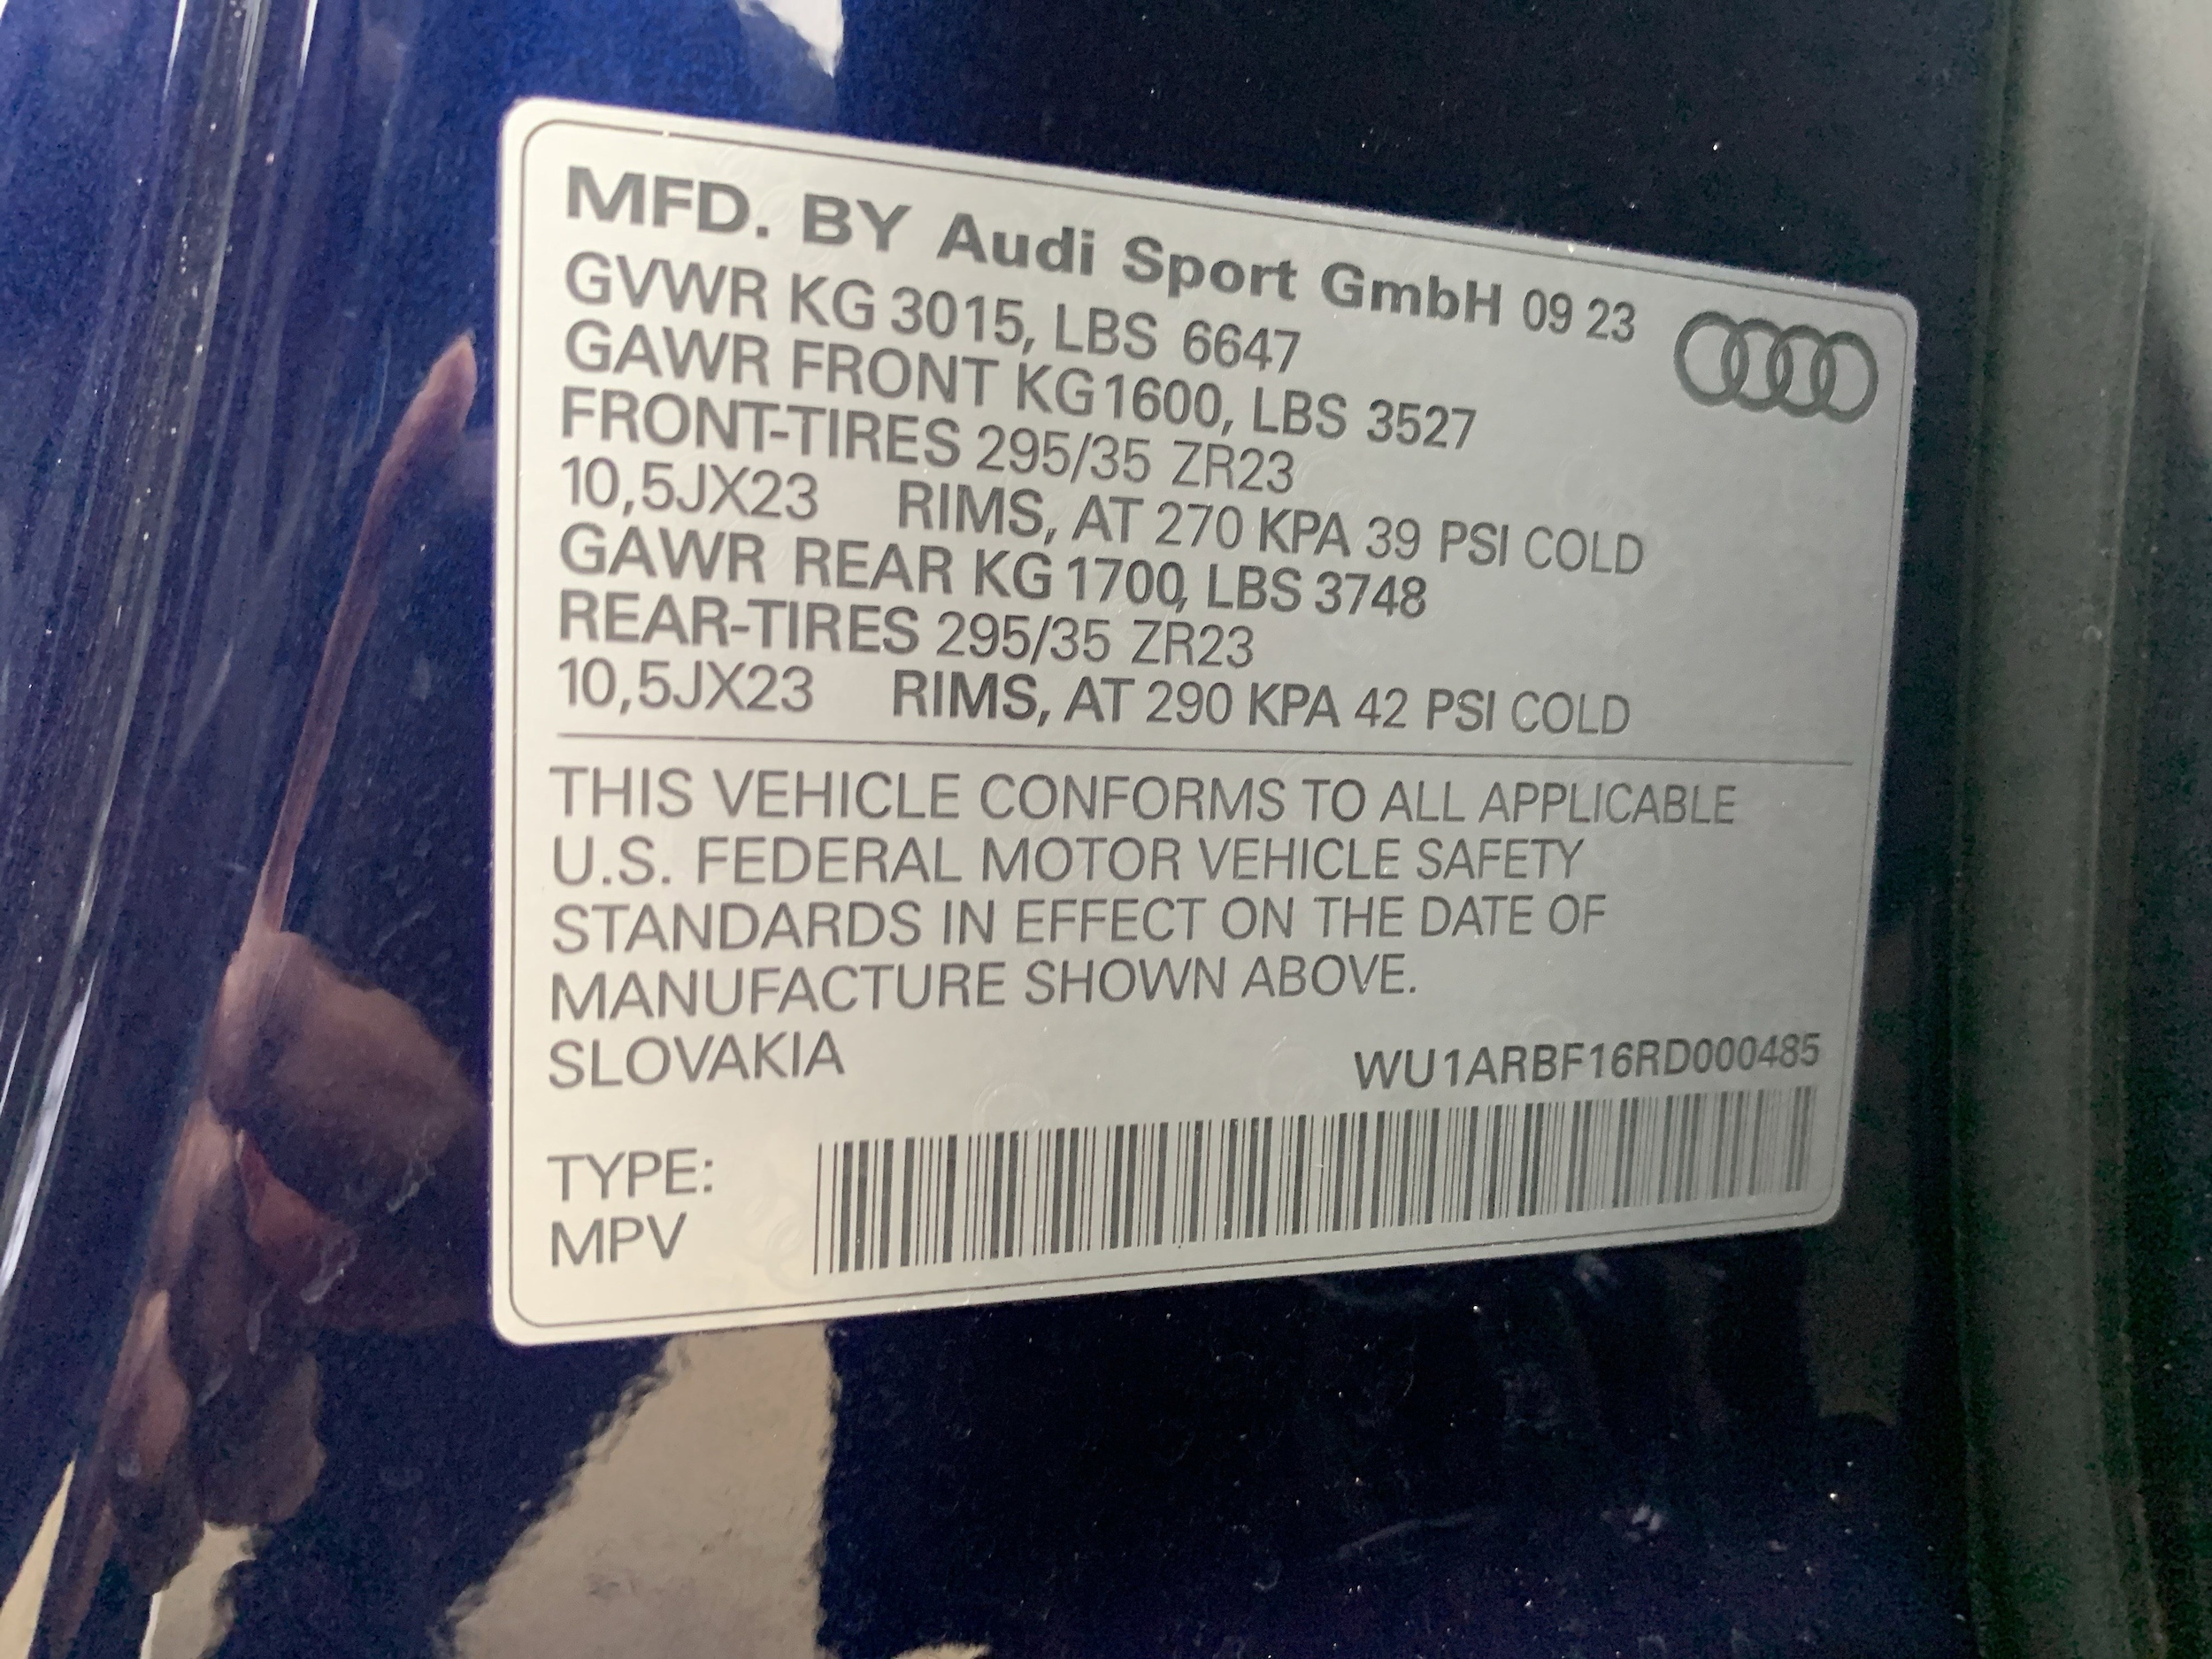 MFD. BY Audi Sport GmbH 09 23
GVWR KG 3015, LBS 6647
GAWR FRONT KG 1600, LBS 3527
FRONT-TIRES 295/35 ZR23
10,5JX23 RIMS, AT 270 KPA 39 PSI COLD
GAWR REAR KG 1700, LBS 3748
REAR-TIRES 295/35 ZR23
10,5JX23 RIMS, AT 290 KPA 42 PSI COLD
THIS VEHICLE CONFORMS TO ALL APPLICABLE
U.S. FEDERAL MOTOR VEHICLE SAFETY
STANDARDS IN EFFECT ON THE DATE OF
MANUFACTURE SHOWN ABOVE.
SLOVAKIA WU1ARBF16RD000485
TYPE:
MPV